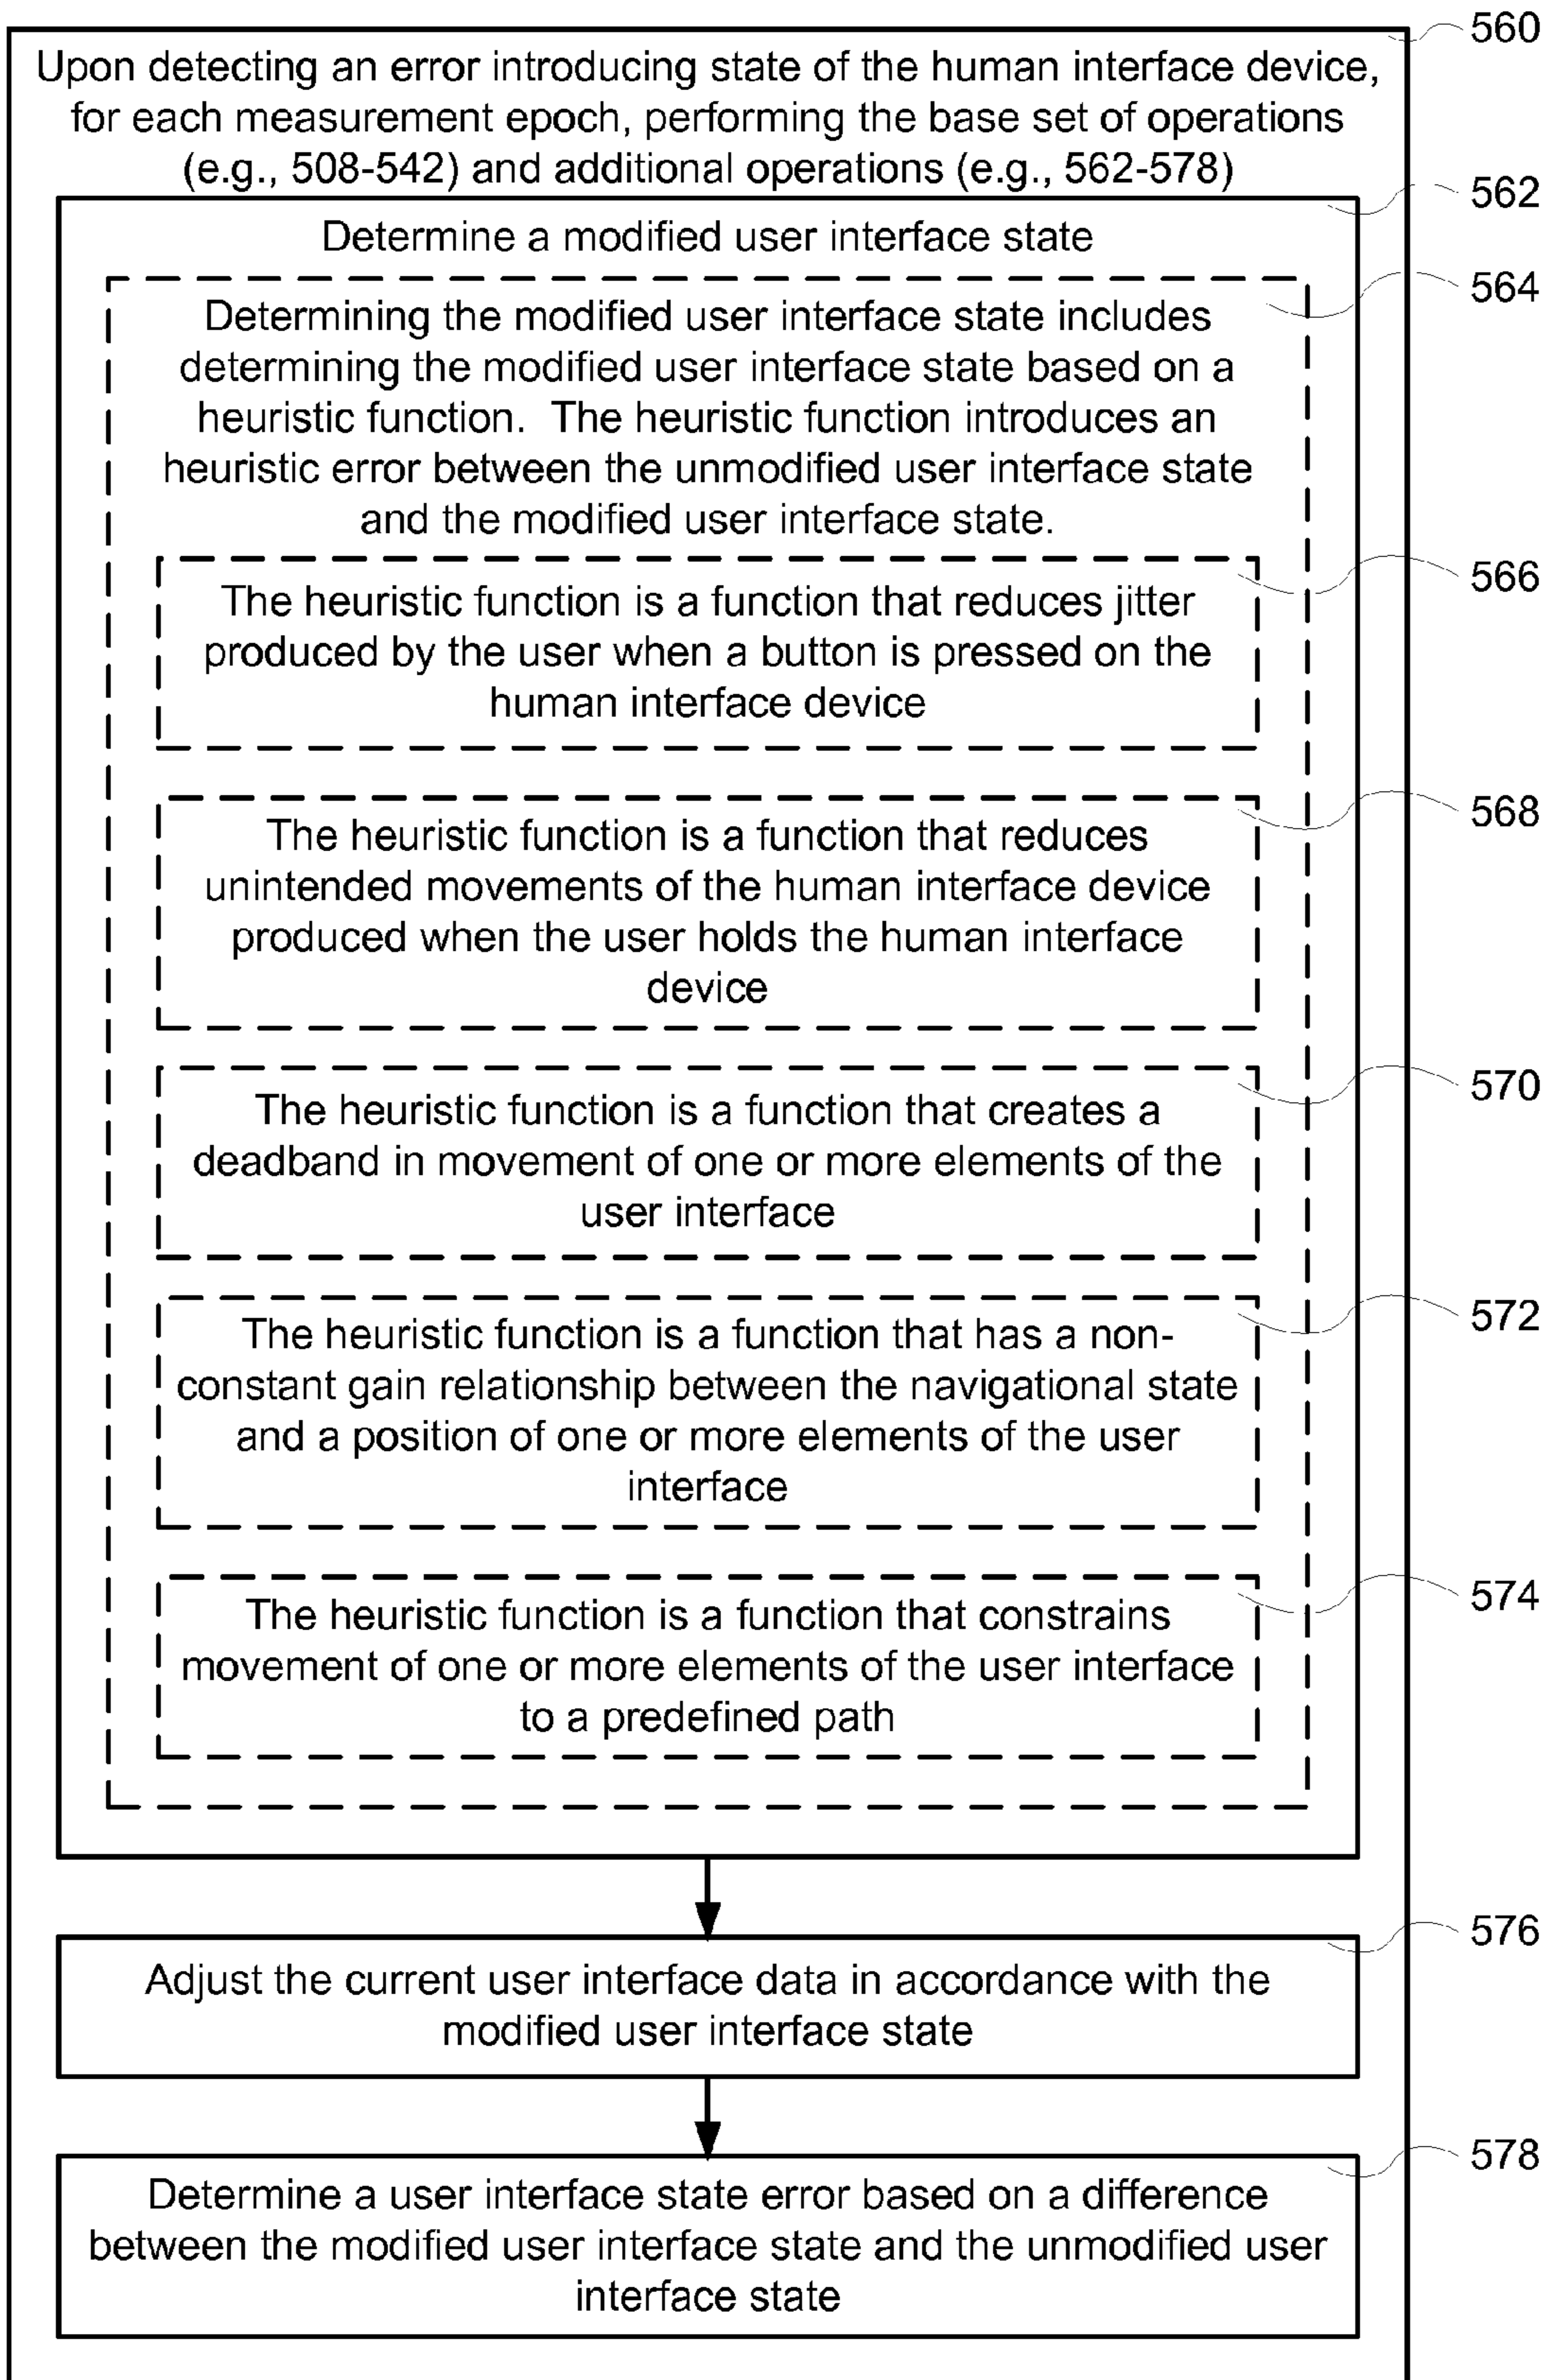 560
Upon detecting an error introducing state of the human interface device,
for each measurement epoch, performing the base set of operations
(e.g., 508-542) and additional operations (e.g., 562-578)
562
Determine a modified user interface state
564
Determining the modified user interface state includes
determining the modified user interface state based on a
heuristic function.  The heuristic function introduces an
heuristic error between the unmodified user interface state
and the modified user interface state.
566
The heuristic function is a function that reduces jitter
produced by the user when a button is pressed on the
human interface device
568
The heuristic function is a function that reduces
unintended movements of the human interface device
produced when the user holds the human interface
device
570
The heuristic function is a function that creates a
deadband in movement of one or more elements of the
user interface
572
The heuristic function is a function that has a non-
constant gain relationship between the navigational state
and a position of one or more elements of the user
interface
574
The heuristic function is a function that constrains
movement of one or more elements of the user interface
to a predefined path
576
Adjust the current user interface data in accordance with the
modified user interface state
578
Determine a user interface state error based on a difference
between the modified user interface state and the unmodified user
interface state